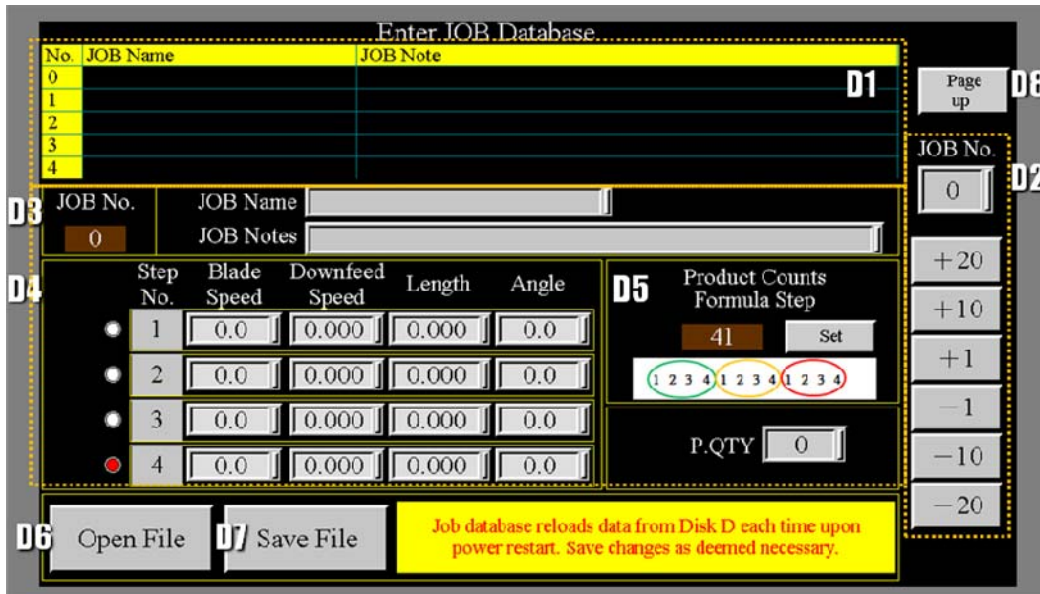 Enter JOB Database
No. JOB Name JOB Note
0
1
2
3
4
D1
Page
up
D8
JOB No.
0
D2
+20
+10
+1
-1
-10
-20
D3
JOB No.
0
JOB Name
JOB Notes
D4
Step
No.
Blade
Speed
Downfeed
Speed
Length
Angle
1 0.0 0.000 0.000 0.0
2 0.0 0.000 0.000 0.0
3 0.0 0.000 0.000 0.0
4 0.0 0.000 0.000 0.0
D5
Product Counts
Formula Step
41 Set
1 2 3 4 1 2 3 4 1 2 3 4
P.QTY 0
D6
Open File
D7
Save File
Job database reloads data from Disk D each time upon
power restart. Save changes as deemed necessary.